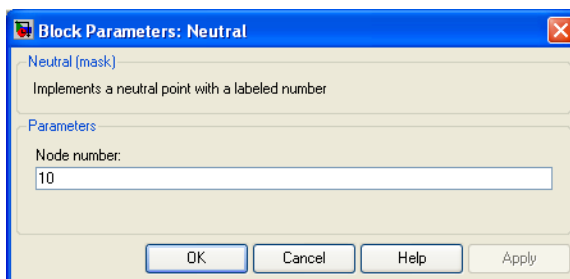 Block Parameters: Neutral
Neutral (mask)
Implements a neutral point with a labeled number
Parameters
Node number:
10
OK Cancel Help Apply